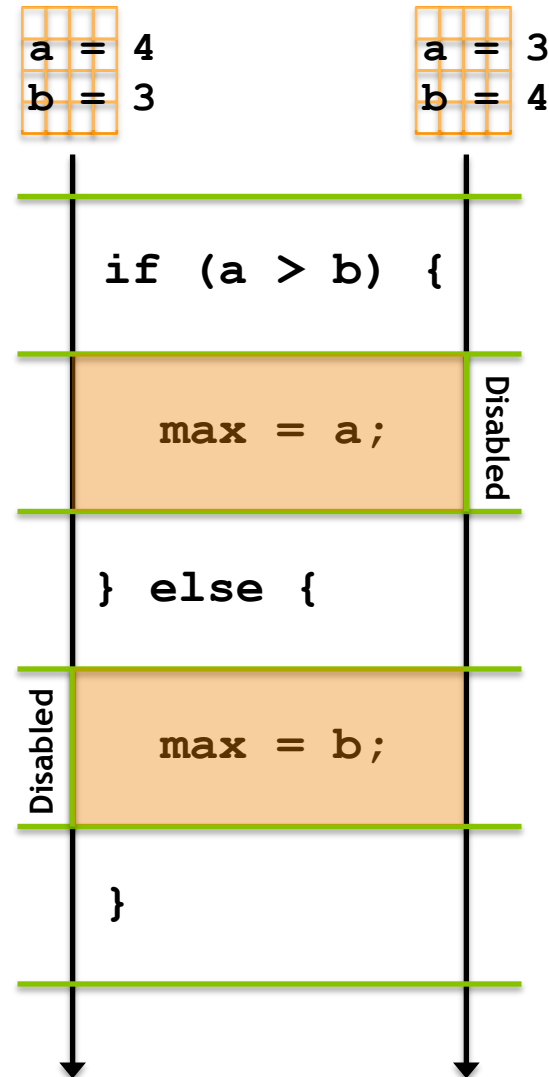 a = 4
b = 3
a = 3
b = 4
if (a > b) {
max = a;
Disabled
} else {
Disabled
max = b;
}